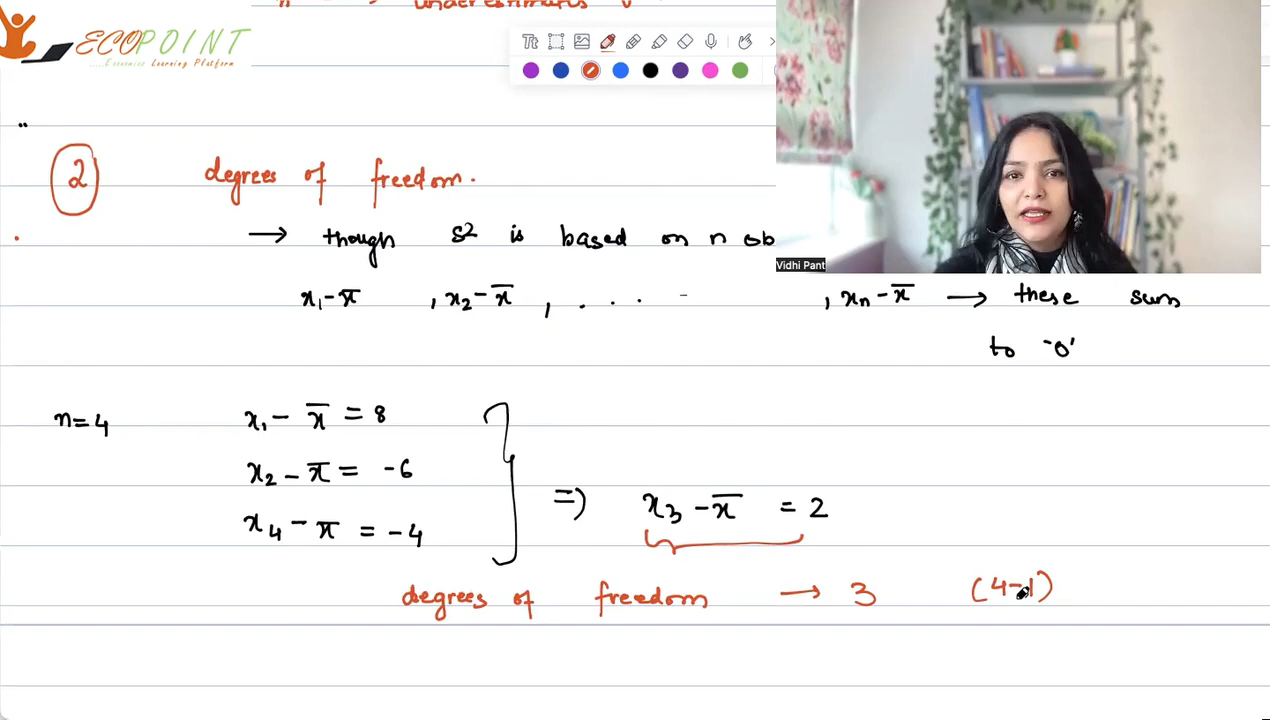 underestimates
ECOPOINT
....Economics Learning Platform
Vidhi Pant
2 degrees of freedom.
→ though s² is based on n ob
x₁-x̄ , x₂-x̄ , . . . , xₙ-x̄ → these sum
to '0'
n=4 x₁- x̄ = 8
x₂-x̄ = -6
x₄-x̄ = -4
=> x₃-x̄ = 2
degrees of freedom → 3 (4-1)